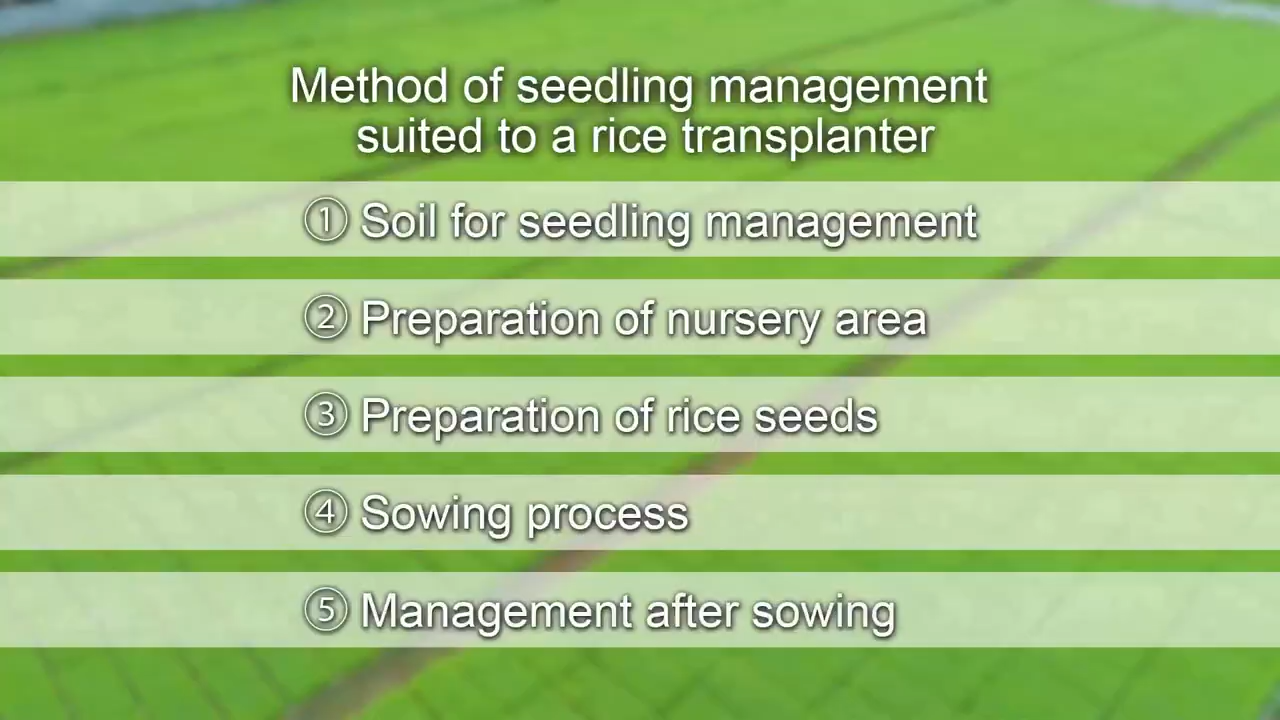 Method of seedling management
suited to a rice transplanter
① Soil for seedling management
② Preparation of nursery area
③ Preparation of rice seeds
④ Sowing process
⑤ Management after sowing